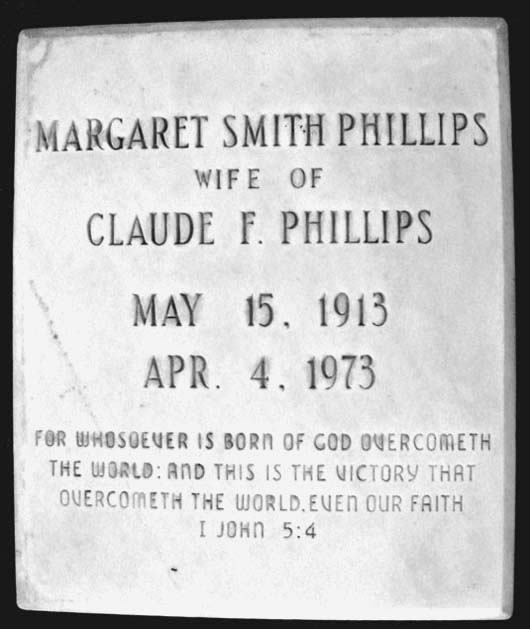 MARGARET SMITH PHILLIPS
WIFE OF
CLAUDE F. PHILLIPS
MAY 15, 1913
APR. 4, 1973
FOR WHOSOEVER IS BORN OF GOD OVERCOMETH
THE WORLD: AND THIS IS THE VICTORY THAT
OVERCOMETH THE WORLD, EVEN OUR FAITH
I JOHN 5:4